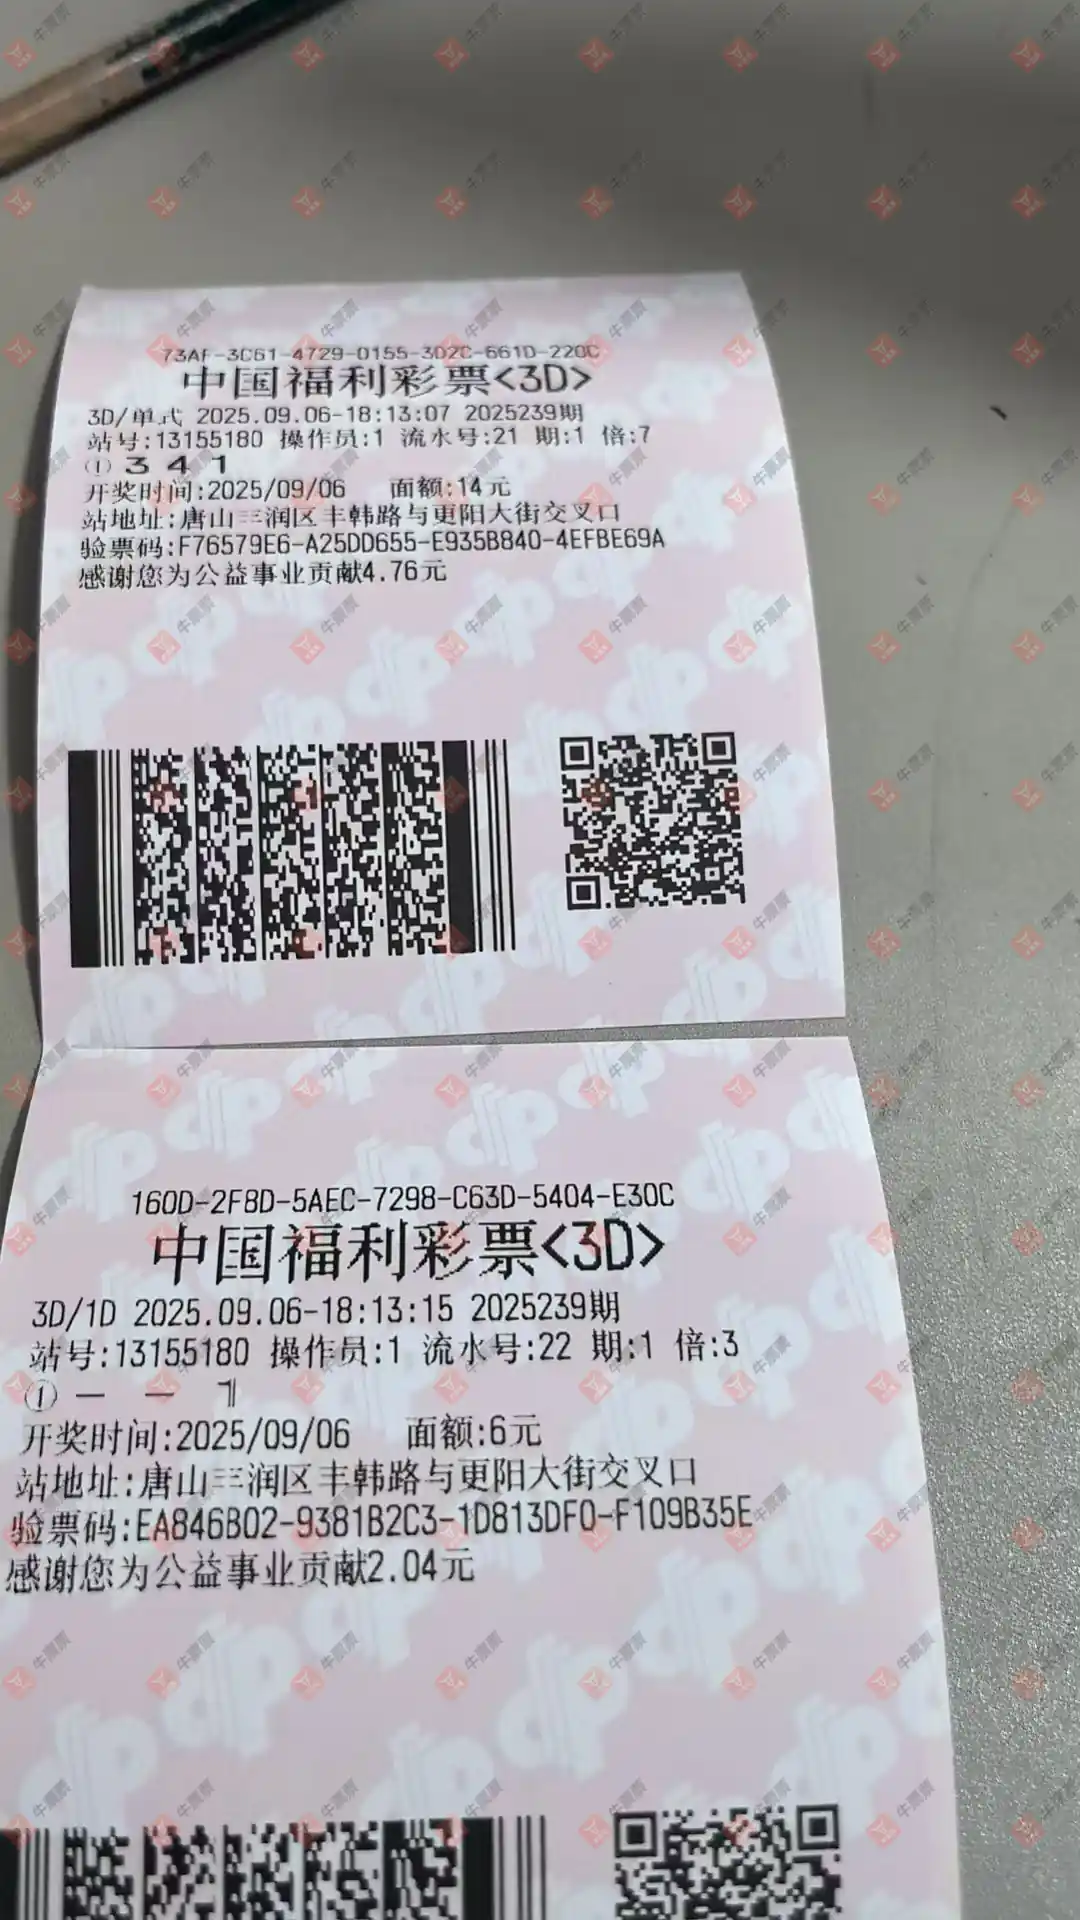 73AF-3C61-4729-0155-3D2C-661D-220C
中国福利彩票<3D>
3D/单式 2025.09.06-18:13:07 2025239期
站号:13155180 操作员:1 流水号:21 期:1 倍:7
① 3 4 1
开奖时间:2025/09/06 面额:14元
站地址:唐山三润区丰韩路与更阳大街交叉口
验票码:F76579E6-A25DD655-E935B840-4EFBE69A
感谢您为公益事业贡献4.76元
160D-2F8D-5AEC-7298-C63D-5404-E30C
中国福利彩票<3D>
3D/1D 2025.09.06-18:13:15 2025239期
站号:13155180 操作员:1 流水号:22 期:1 倍:3
① — — 1
开奖时间:2025/09/06 面额:6元
站地址:唐山三润区丰韩路与更阳大街交叉口
验票码:EA846B02-9381B2C3-1D813DF0-F109B35E
感谢您为公益事业贡献2.04元
牛票票